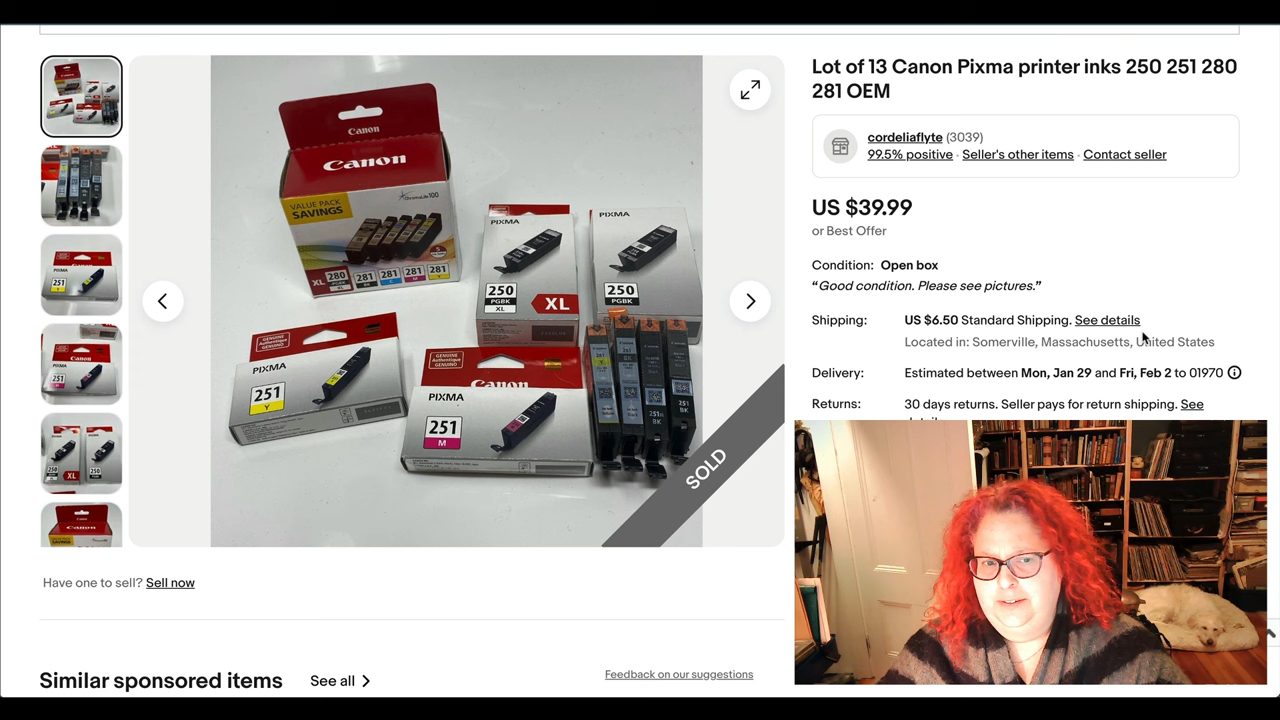 Lot of 13 Canon Pixma printer inks 250 251 280
281 OEM
cordeliaflyte (3039)
99.5% positive · Seller's other items · Contact seller
US $39.99
or Best Offer
Condition: Open box
“Good condition. Please see pictures.”
Shipping: US $6.50 Standard Shipping. See details
Located in: Somerville, Massachusetts, United States
Delivery: Estimated between Mon, Jan 29 and Fri, Feb 2 to 01970
Returns: 30 days returns. Seller pays for return shipping. See
Canon
Canon
VALUE PACK
SAVINGS
ChromaLife100
XL 280 PGBK 281 BK 281 C 281 M 281 Y
PIXMA
250
PGBK
XL
XL
PIXMA
250
PGBK
PIXMA
251
Y
GENUINE
Canon
PIXMA
251
M
251
BK
SOLD
Have one to sell? Sell now
Similar sponsored items See all
Feedback on our suggestions